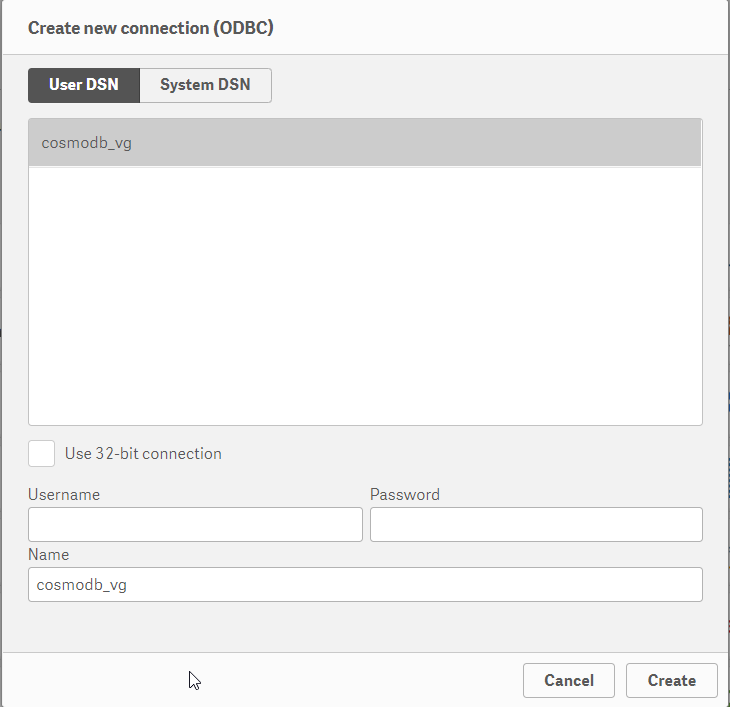 Create new connection (ODBC)
User DSN System DSN
cosmodb_vg
Use 32-bit connection
Username Password
Name
cosmodb_vg
Cancel Create